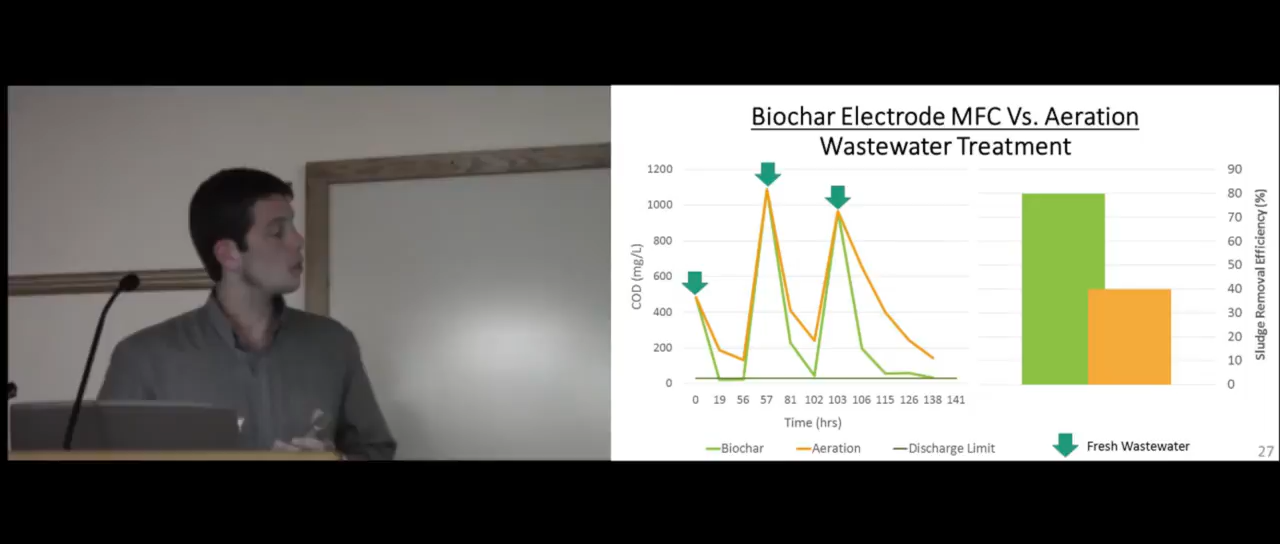 Biochar Electrode MFC Vs. Aeration
Wastewater Treatment
COD (mg/L)
1200
1000
800
600
400
200
0
0 19 56 57 81 102 103 106 115 126 138 141
Time (hrs)
Biochar Aeration Discharge Limit
90
80
70
60
50
40
30
20
10
0
Sludge Removal Efficiency (%)
Fresh Wastewater
27